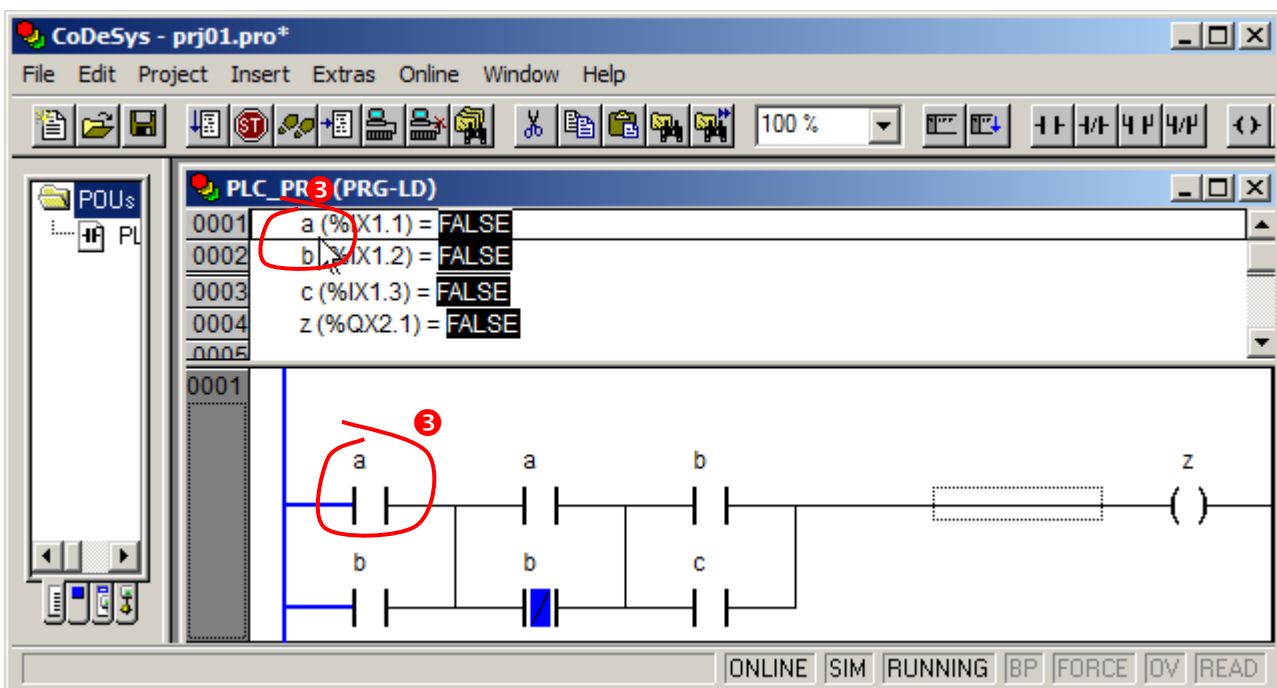 CoDeSys - prj01.pro*
File Edit Project Insert Extras Online Window Help
ST 100 %
POUs
PL
PLC_PR 3 (PRG-LD)
0001 a (%IX1.1) = FALSE
0002 b %IX1.2) = FALSE
0003 c (%IX1.3) = FALSE
0004 z (%QX2.1) = FALSE
0005
0001
3
a a b z
b b c
ONLINE SIM RUNNING BP FORCE OV READ